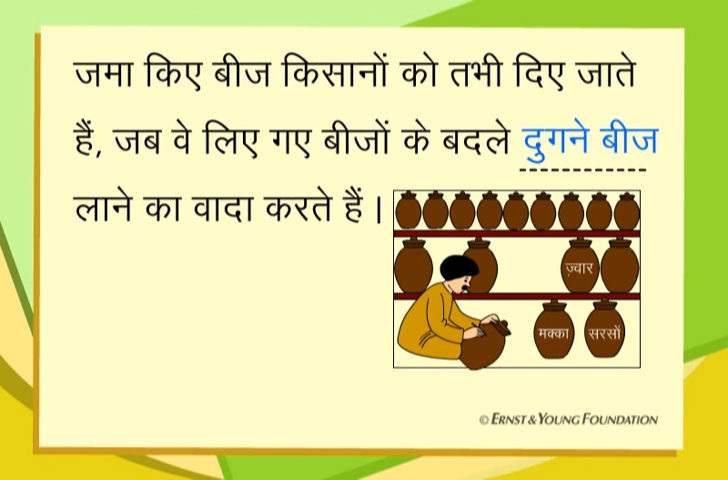 जमा किए बीज किसानों को तभी दिए जाते
हैं, जब वे लिए गए बीजों के बदले दुगने बीज
लाने का वादा करते हैं।
ज़्वार
मक्का सरसों
© ERNST & YOUNG FOUNDATION